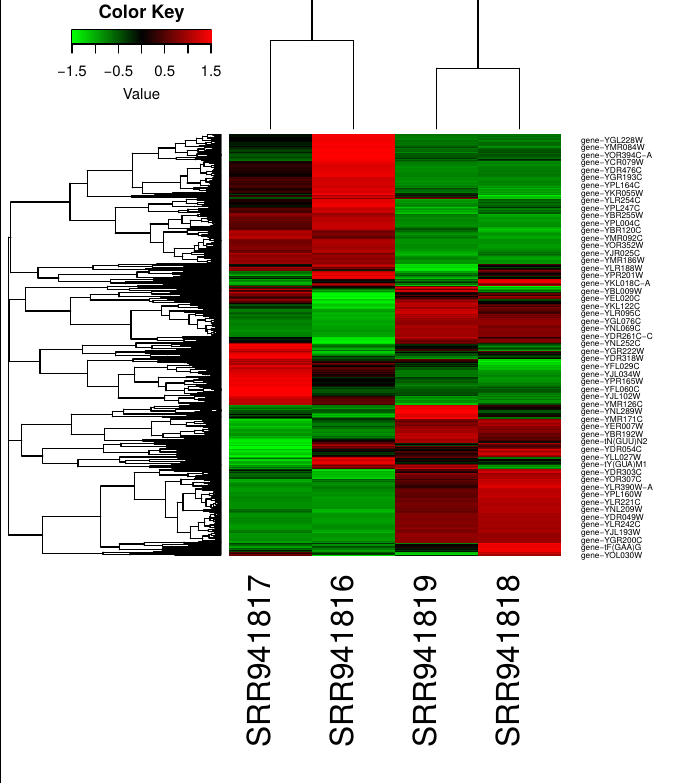 Color Key
−1.5 −0.5 0.5 1.5
Value
gene−YGL228W
gene−YMR084W
gene−YOR394C−A
gene−YCR079W
gene−YDR476C
gene−YGR193C
gene−YPL164C
gene−YKR055W
gene−YLR254C
gene−YPL247C
gene−YBR255W
gene−YPL004C
gene−YBR120C
gene−YMR092C
gene−YOR352W
gene−YJR025C
gene−YMR186W
gene−YLR188W
gene−YPR201W
gene−YKL018C−A
gene−YBL009W
gene−YEL020C
gene−YKL122C
gene−YLR095C
gene−YGL076C
gene−YNL069C
gene−YDR261C−C
gene−YNL252C
gene−YGR222W
gene−YDR318W
gene−YFL029C
gene−YJL034W
gene−YPR165W
gene−YFL060C
gene−YJL102W
gene−YMR126C
gene−YNL289W
gene−YMR171C
gene−YER007W
gene−YBR192W
gene−tN(GUU)N2
gene−YDR054C
gene−YLL027W
gene−tY(GUA)M1
gene−YDR303C
gene−YOR307C
gene−YLR390W−A
gene−YPL160W
gene−YLR221C
gene−YNL209W
gene−YDR049W
gene−YLR242C
gene−YJL193W
gene−YGR200C
gene−tF(GAA)G
gene−YOL030W
SRR941817
SRR941816
SRR941819
SRR941818